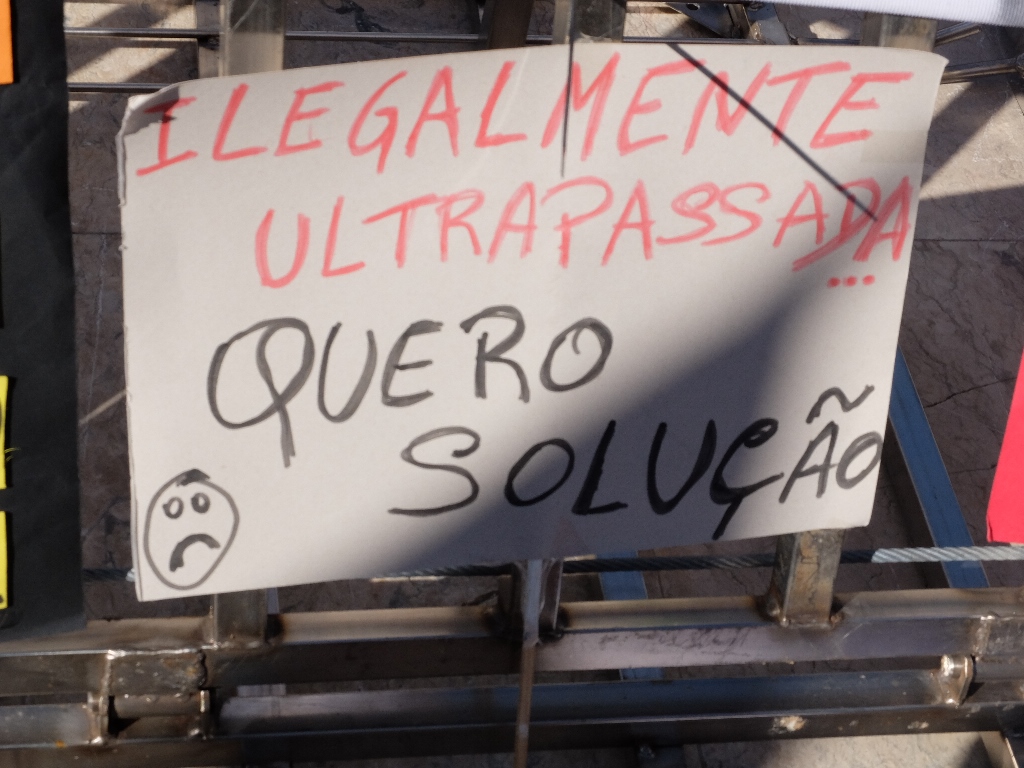 ILEGALMENTE
ULTRAPASSADA
...
QUERO
SOLUÇÃO